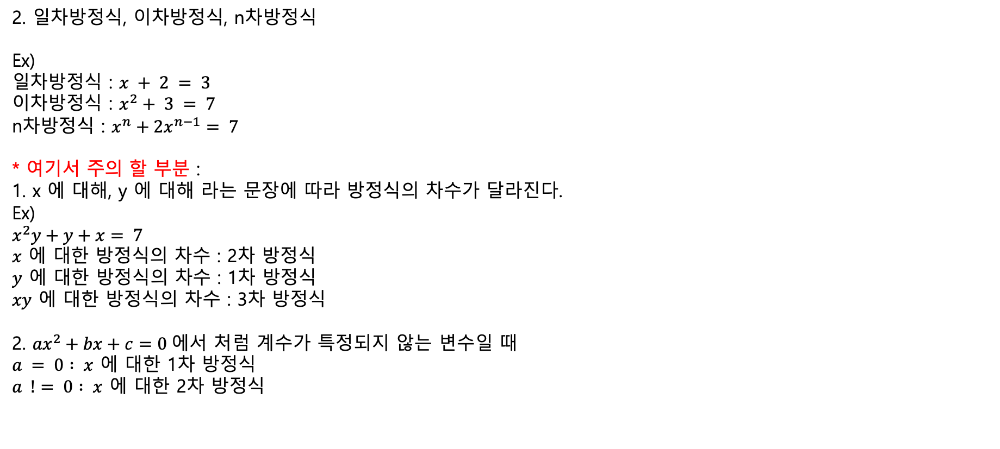 2. 일차방정식, 이차방정식, n차방정식
Ex)
일차방정식 : x + 2 = 3
이차방정식 : x² + 3 = 7
n차방정식 : xⁿ + 2xⁿ⁻¹ = 7
* 여기서 주의 할 부분 :
1. x 에 대해, y 에 대해 라는 문장에 따라 방정식의 차수가 달라진다.
Ex)
x²y + y + x = 7
x 에 대한 방정식의 차수 : 2차 방정식
y 에 대한 방정식의 차수 : 1차 방정식
xy 에 대한 방정식의 차수 : 3차 방정식
2. ax² + bx + c = 0 에서 처럼 계수가 특정되지 않는 변수일 때
a = 0 : x 에 대한 1차 방정식
a != 0 : x 에 대한 2차 방정식